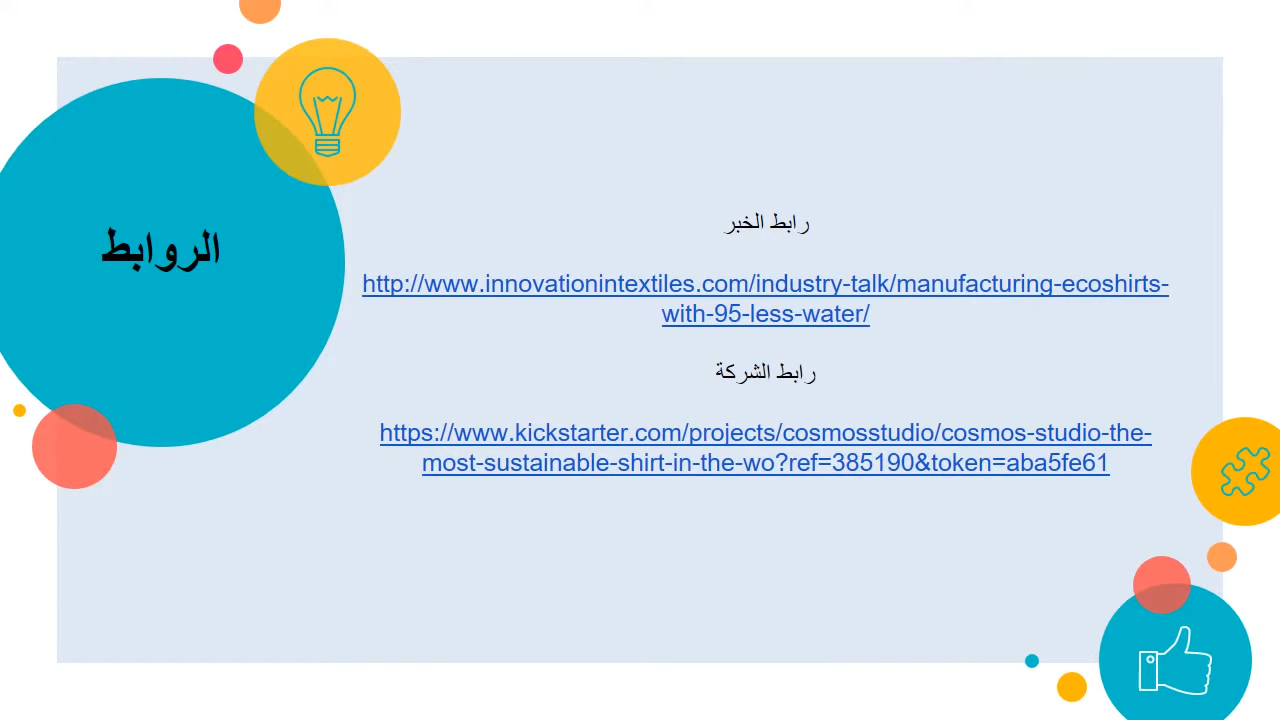 الروابط
رابط الخبر
http://www.innovationintextiles.com/industry-talk/manufacturing-ecoshirts-
with-95-less-water/
رابط الشركة
https://www.kickstarter.com/projects/cosmosstudio/cosmos-studio-the-
most-sustainable-shirt-in-the-wo?ref=385190&token=aba5fe61